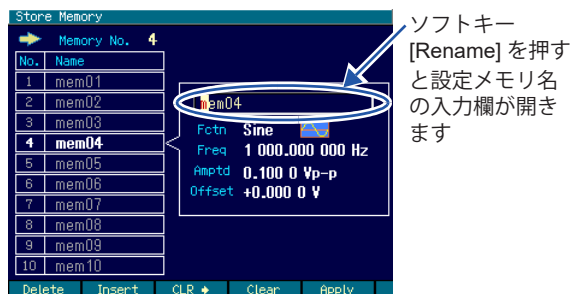 Store Memory
Memory No. 4
No. Name
1 mem01
2 mem02
3 mem03
4 mem04
5 mem05
6 mem06
7 mem07
8 mem08
9 mem09
10 mem10
mem04
Fctn Sine
Freq 1 000.000 000 Hz
Amptd 0.100 0 Vp-p
Offset +0.000 0 V
Delete Insert CLR Clear Apply
ソフトキー
[Rename] を押す
と設定メモリ名
の入力欄が開き
ます